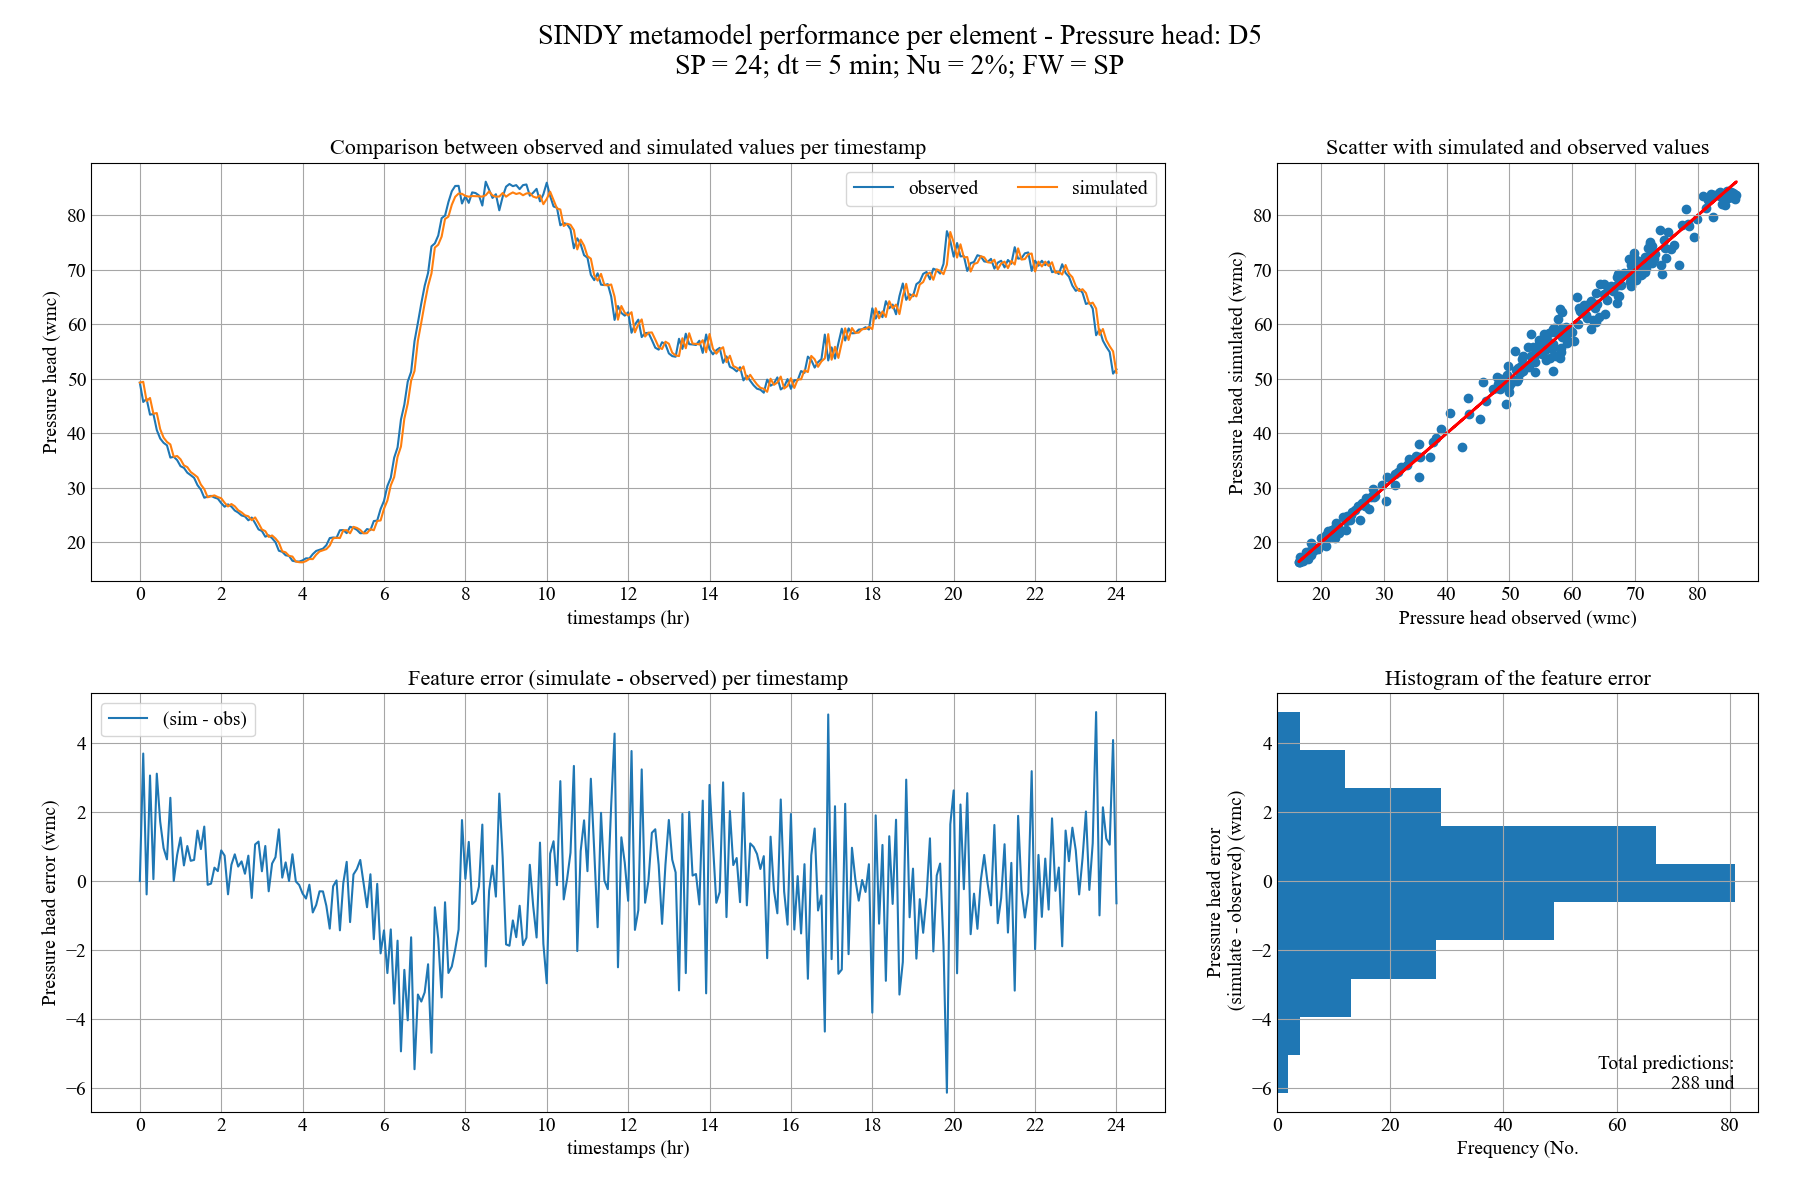 SINDY metamodel performance per element - Pressure head: D5
SP = 24; dt = 5 min; Nu = 2%; FW = SP
Comparison between observed and simulated values per timestamp
observed
simulated
Pressure head (wmc)
80
70
60
50
40
30
20
0 2 4 6 8 10 12 14 16 18 20 22 24
timestamps (hr)
Scatter with simulated and observed values
Pressure head simulated (wmc)
80
70
60
50
40
30
20
20 30 40 50 60 70 80
Pressure head observed (wmc)
Feature error (simulate - observed) per timestamp
(sim - obs)
Pressure head error (wmc)
4
2
0
−2
−4
−6
0 2 4 6 8 10 12 14 16 18 20 22 24
timestamps (hr)
Histogram of the feature error
Pressure head error
(simulate - observed) (wmc)
4
2
0
−2
−4
−6
Total predictions:
288 und
0 20 40 60 80
Frequency (No.